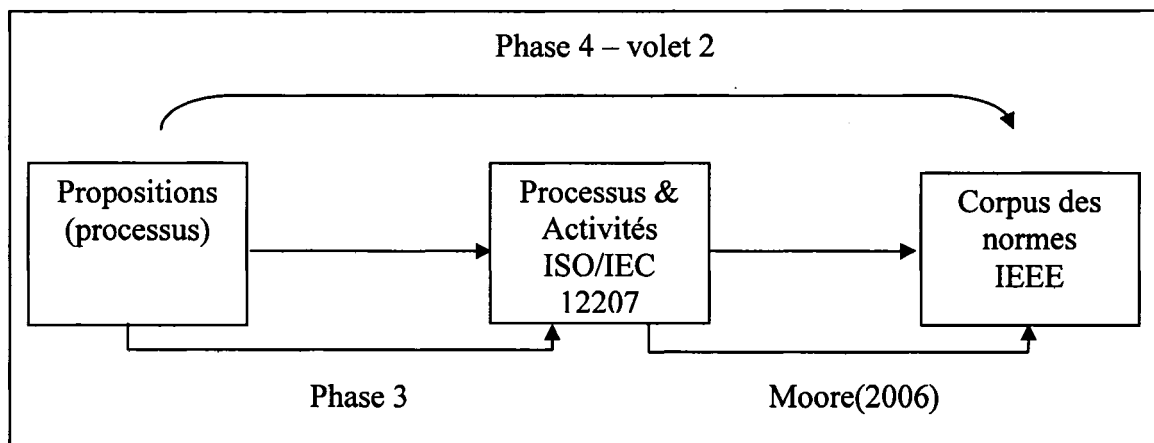 Phase 4 – volet 2
Propositions
(processus)
Processus &
Activités
ISO/IEC
12207
Corpus des
normes
IEEE
Phase 3
Moore(2006)